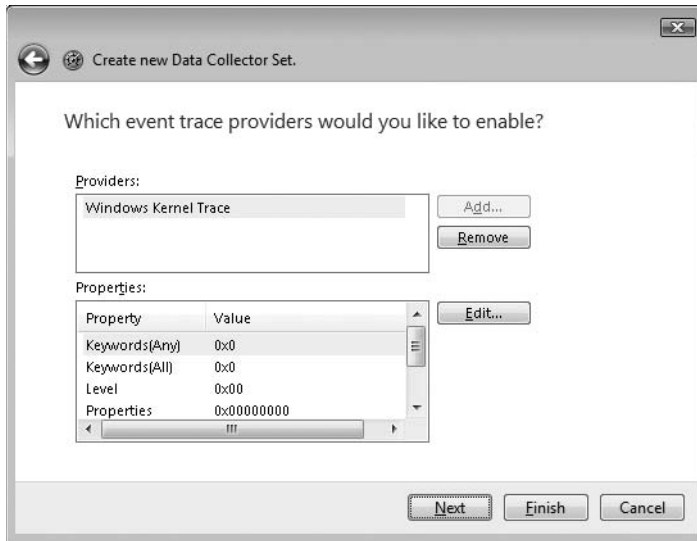 Create new Data Collector Set.
Which event trace providers would you like to enable?
Providers:
Windows Kernel Trace
Add...
Remove
Properties:
Edit...
Property Value
Keywords(Any) 0x0
Keywords(All) 0x0
Level 0x00
Properties 0x00000000
Next Finish Cancel